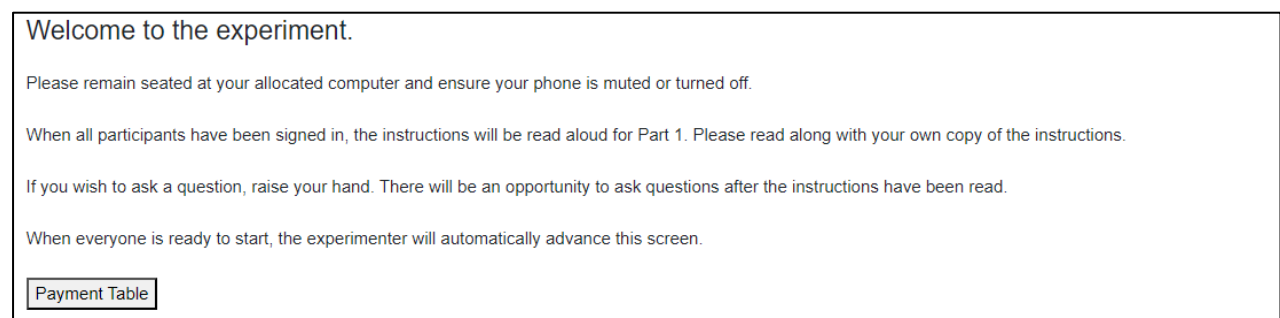 Welcome to the experiment.
Please remain seated at your allocated computer and ensure your phone is muted or turned off.
When all participants have been signed in, the instructions will be read aloud for Part 1. Please read along with your own copy of the instructions.
If you wish to ask a question, raise your hand. There will be an opportunity to ask questions after the instructions have been read.
When everyone is ready to start, the experimenter will automatically advance this screen.
Payment Table